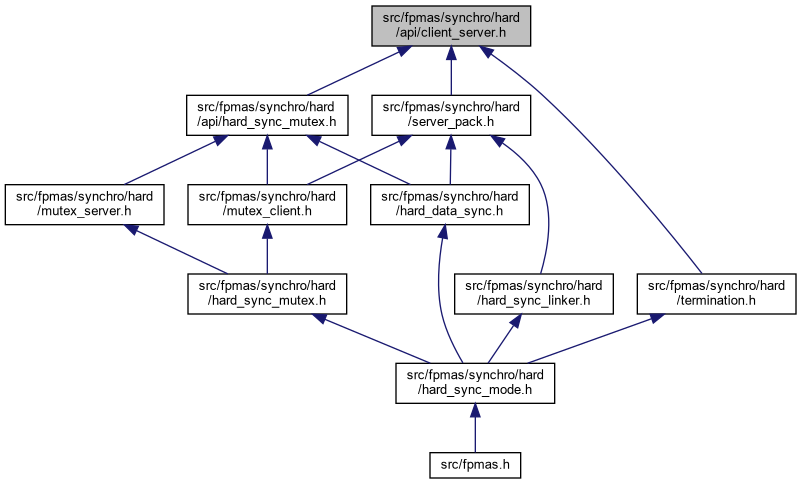 src/fpmas/synchro/hard
/api/client_server.h
src/fpmas/synchro/hard
/api/hard_sync_mutex.h
src/fpmas/synchro/hard
/server_pack.h
src/fpmas/synchro/hard
/mutex_server.h
src/fpmas/synchro/hard
/mutex_client.h
src/fpmas/synchro/hard
/hard_data_sync.h
src/fpmas/synchro/hard
/hard_sync_mutex.h
src/fpmas/synchro/hard
/hard_sync_linker.h
src/fpmas/synchro/hard
/termination.h
src/fpmas/synchro/hard
/hard_sync_mode.h
src/fpmas.h